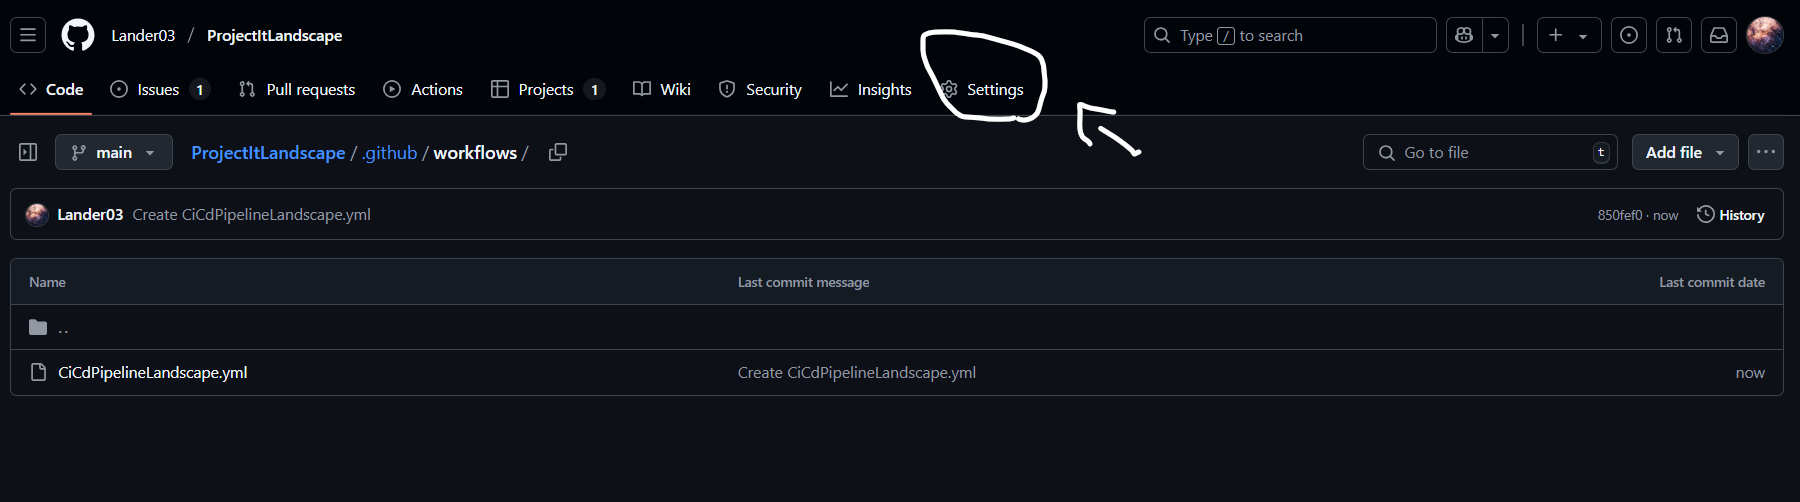 Lander03 / ProjectItLandscape Type / to search
Code Issues 1 Pull requests Actions Projects 1 Wiki Security Insights Settings
main ProjectItLandscape / .github / workflows / Go to file t Add file ...
Lander03 Create CiCdPipelineLandscape.yml 850fef0 · now History
Name Last commit message Last commit date
..
CiCdPipelineLandscape.yml Create CiCdPipelineLandscape.yml now